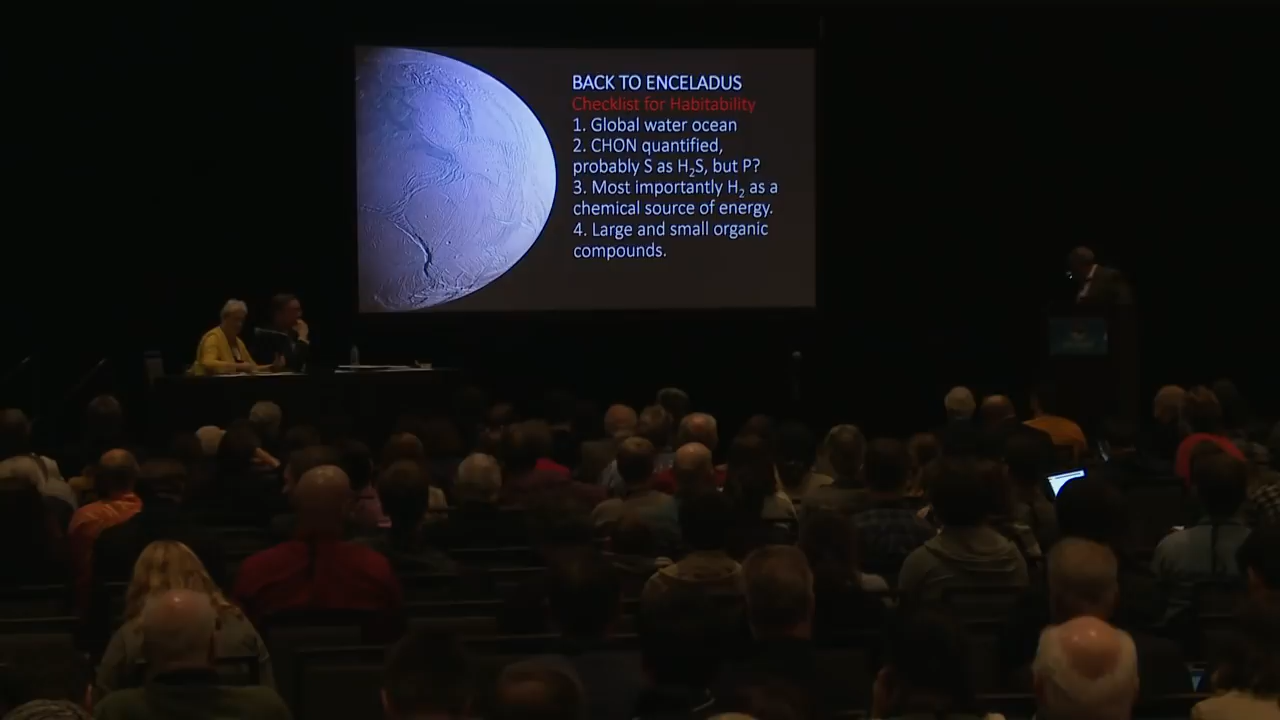 BACK TO ENCELADUS
Checklist for Habitability
1. Global water ocean
2. CHON quantified,
probably S as H₂S, but P?
3. Most importantly H₂ as a
chemical source of energy.
4. Large and small organic
compounds.